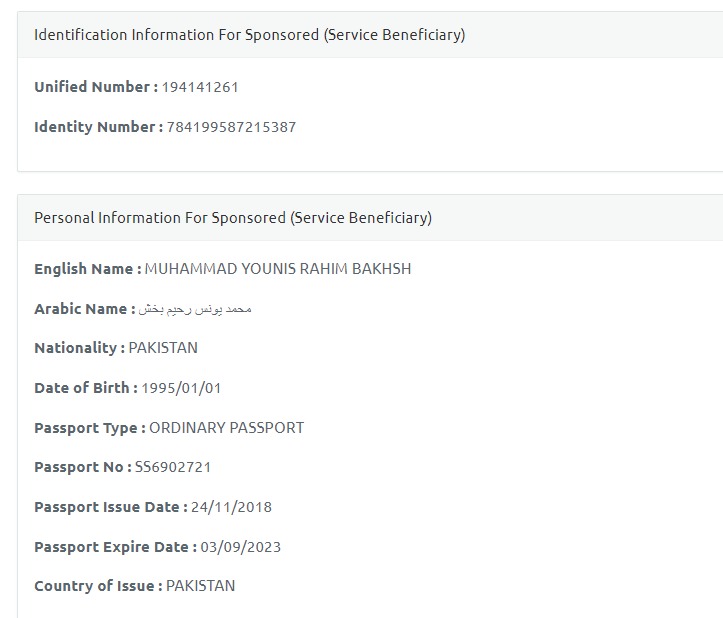 Identification Information For Sponsored (Service Beneficiary)
Unified Number : 194141261
Identity Number : 784199587215387
Personal Information For Sponsored (Service Beneficiary)
English Name : MUHAMMAD YOUNIS RAHIM BAKHSH
Arabic Name : محمد يونس رحيم بخش
Nationality : PAKISTAN
Date of Birth : 1995/01/01
Passport Type : ORDINARY PASSPORT
Passport No : SS6902721
Passport Issue Date : 24/11/2018
Passport Expire Date : 03/09/2023
Country of Issue : PAKISTAN